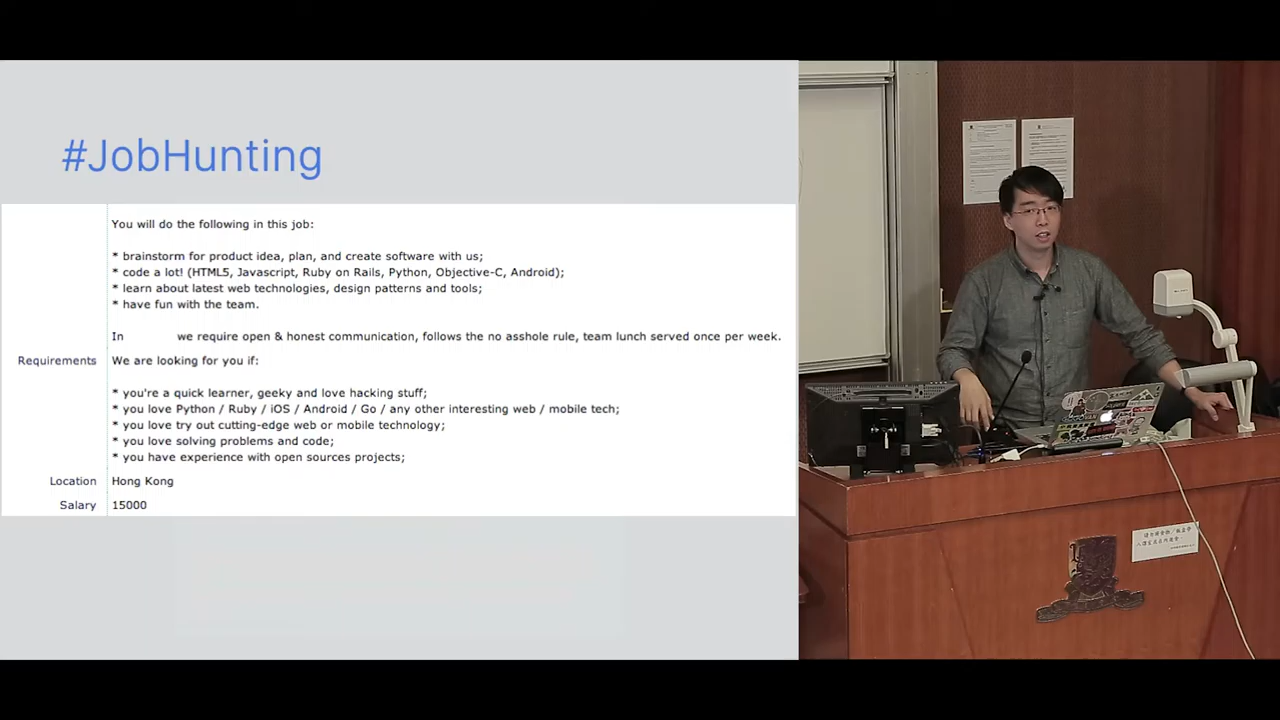 #JobHunting
You will do the following in this job:
* brainstorm for product idea, plan, and create software with us;
* code a lot! (HTML5, Javascript, Ruby on Rails, Python, Objective-C, Android);
* learn about latest web technologies, design patterns and tools;
* have fun with the team.
In we require open & honest communication, follows the no asshole rule, team lunch served once per week.
Requirements We are looking for you if:
* you're a quick learner, geeky and love hacking stuff;
* you love Python / Ruby / iOS / Android / Go / any other interesting web / mobile tech;
* you love try out cutting-edge web or mobile technology;
* you love solving problems and code;
* you have experience with open sources projects;
Location Hong Kong
Salary 15000